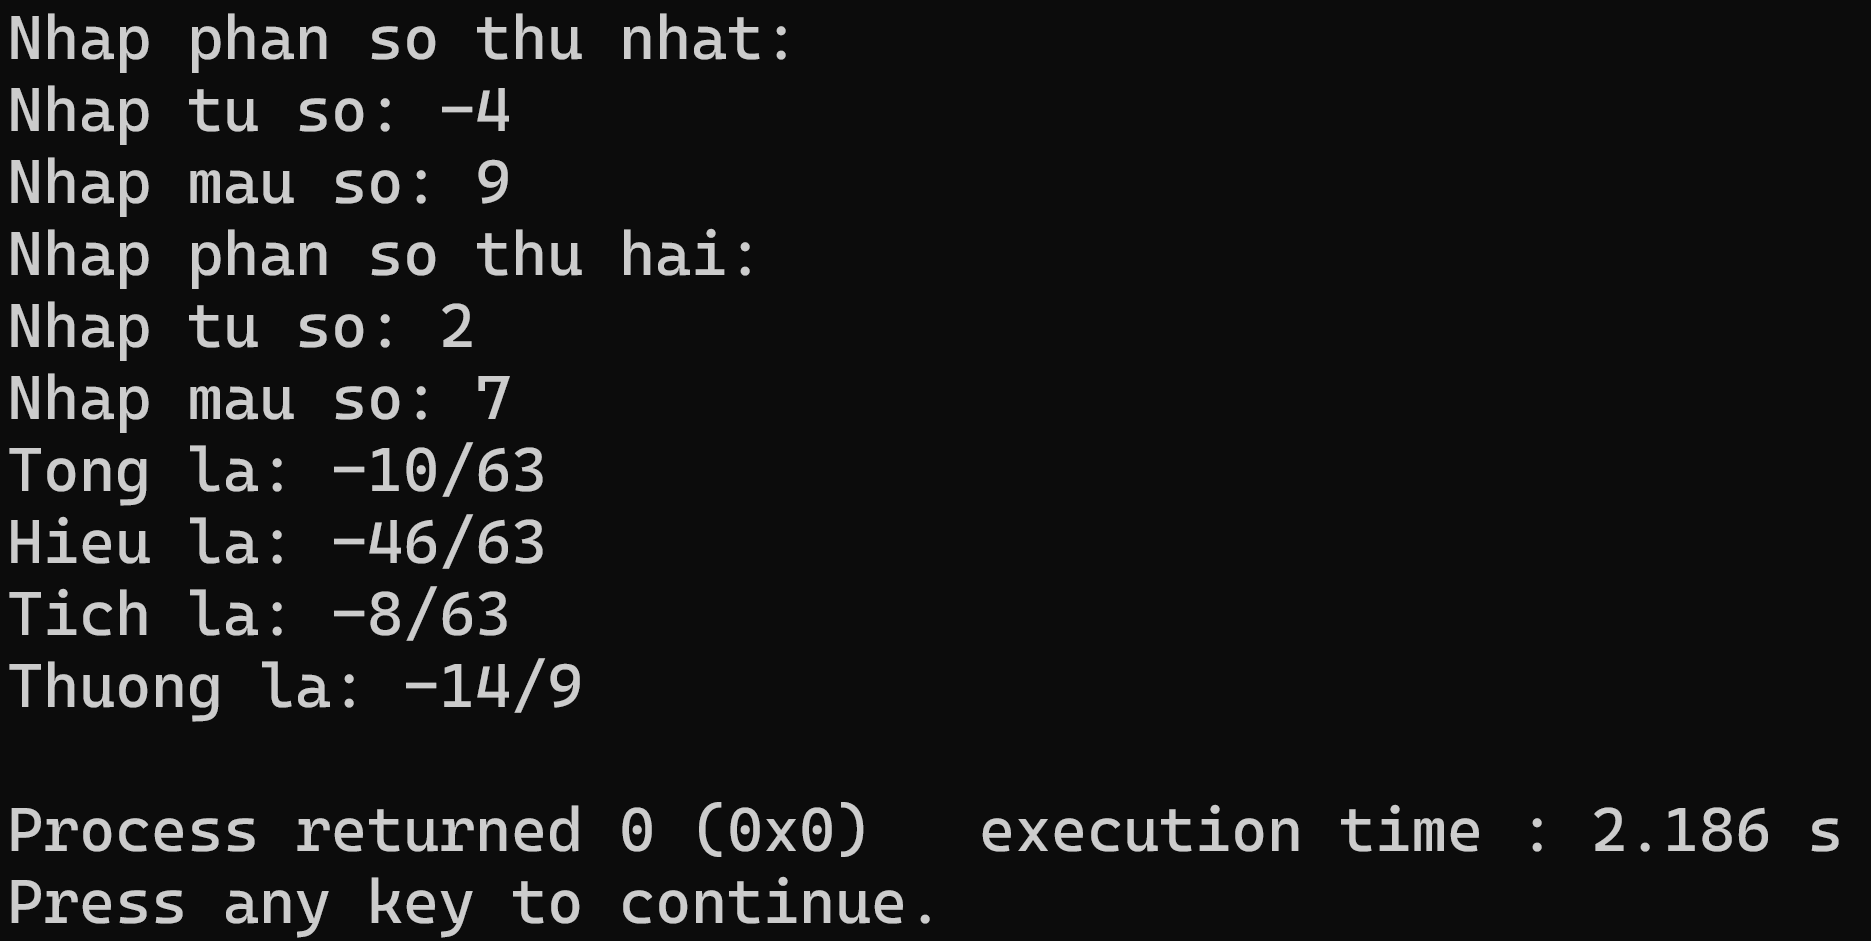 Nhap phan so thu nhat:
Nhap tu so: -4
Nhap mau so: 9
Nhap phan so thu hai:
Nhap tu so: 2
Nhap mau so: 7
Tong la: -10/63
Hieu la: -46/63
Tich la: -8/63
Thuong la: -14/9
Process returned 0 (0x0)   execution time : 2.186 s
Press any key to continue.